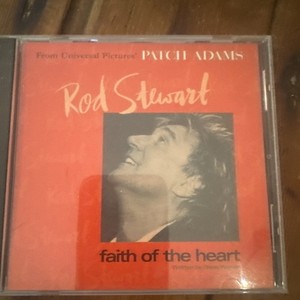 From Universal Pictures' PATCH ADAMS
Rod Stewart
faith of the heart